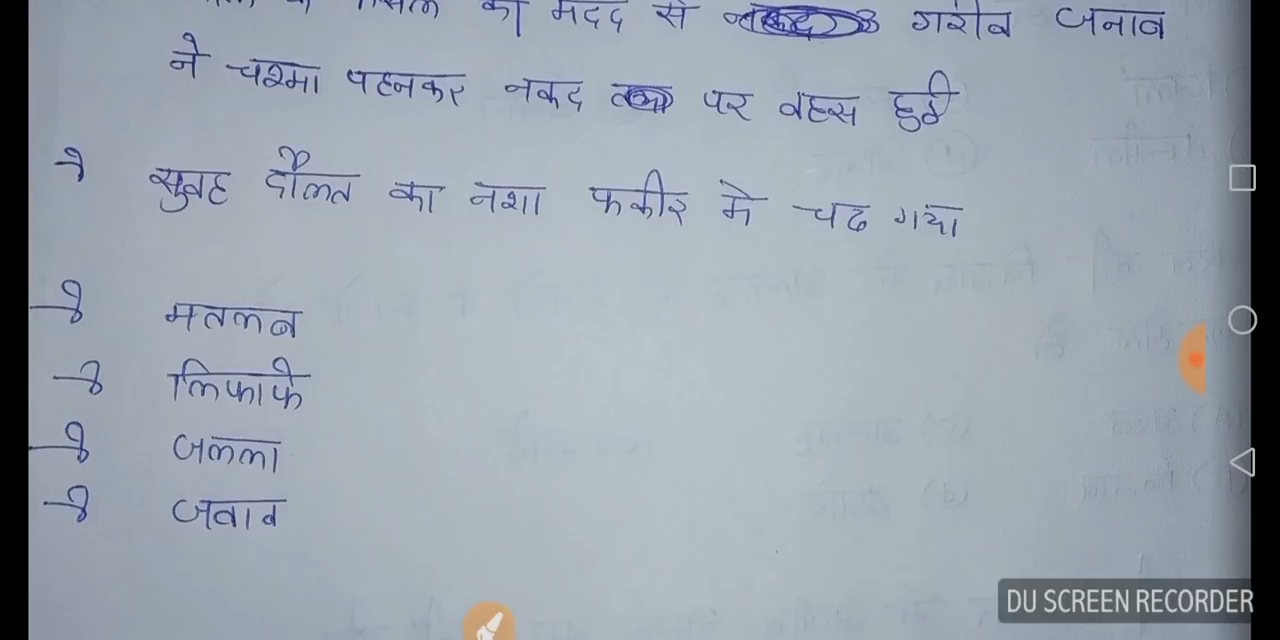 का मदद से गरीब जनाब
ने चश्मा पहनकर नकद पर बहस हुई
सुबह दौलत का नशा फकीर मे चढ गया
मतलब
लिफाफे
जलला
जवाब
DU SCREEN RECORDER